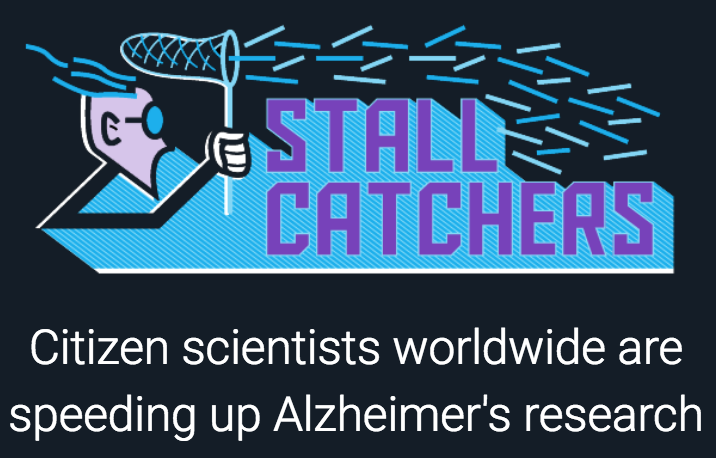 STALL
CATCHERS
Citizen scientists worldwide are
speeding up Alzheimer's research